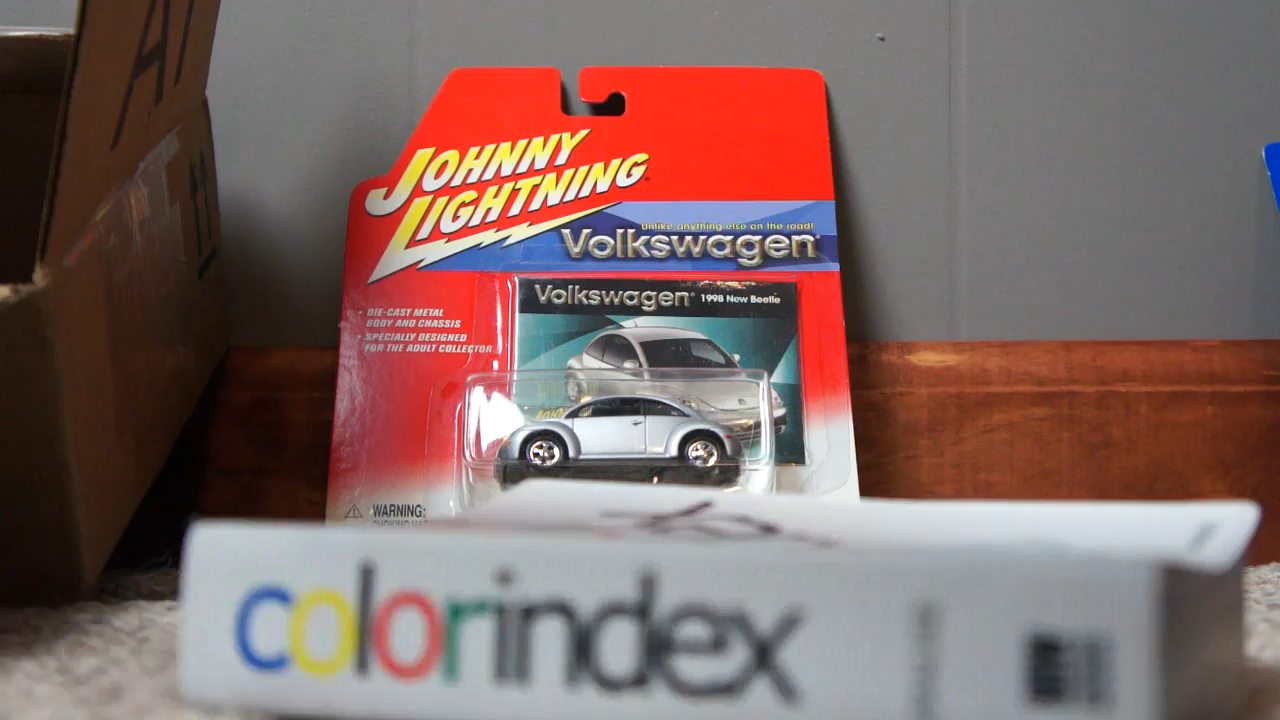 JOHNNY
LIGHTNING
Unlike anything else on the road!
Volkswagen
Volkswagen 1998 New Beetle
• DIE-CAST METAL
BODY AND CHASSIS
• SPECIALLY DESIGNED
FOR THE ADULT COLLECTOR
WARNING:
colorindex